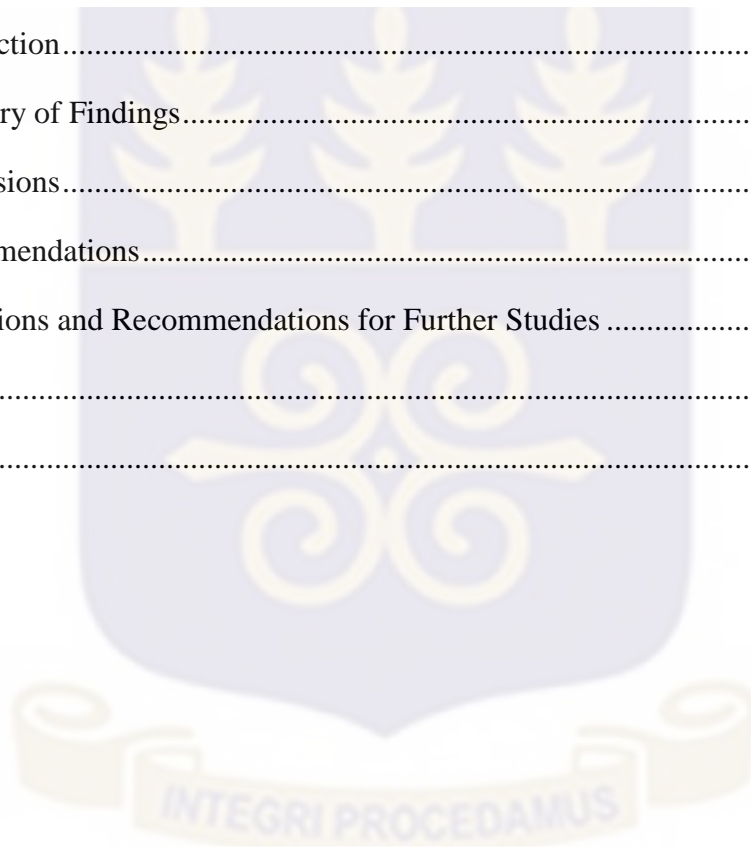 ction........................................................................................
ry of Findings..........................................................................
sions........................................................................................
mendations..............................................................................
ions and Recommendations for Further Studies ..................
................................................................................................
................................................................................................
INTEGRI PROCEDAMUS